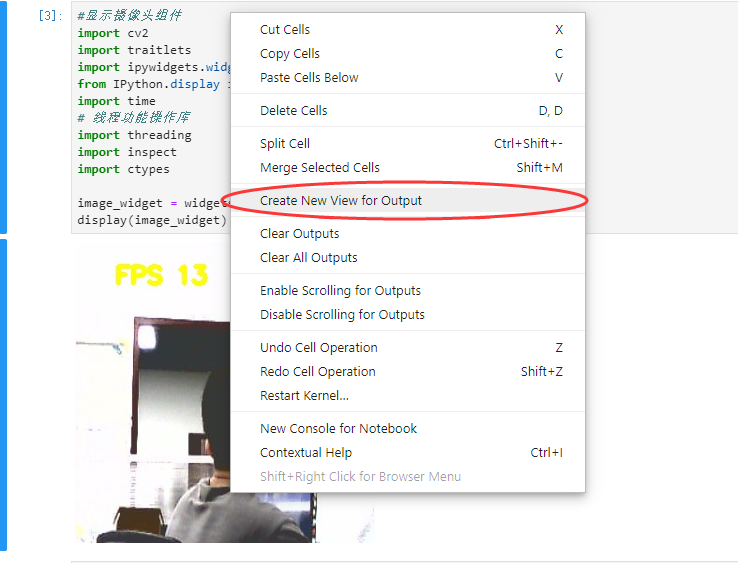 [3]:
#显示摄像头组件
import cv2
import traitlets
import ipywidgets.widg
from IPython.display
import time
# 线程功能操作库
import threading
import inspect
import ctypes
image_widget = widget
display(image_widget)
FPS 13
Cut Cells X
Copy Cells C
Paste Cells Below V
Delete Cells D, D
Split Cell Ctrl+Shift+-
Merge Selected Cells Shift+M
Create New View for Output
Clear Outputs
Clear All Outputs
Enable Scrolling for Outputs
Disable Scrolling for Outputs
Undo Cell Operation Z
Redo Cell Operation Shift+Z
Restart Kernel...
New Console for Notebook
Contextual Help Ctrl+I
Shift+Right Click for Browser Menu